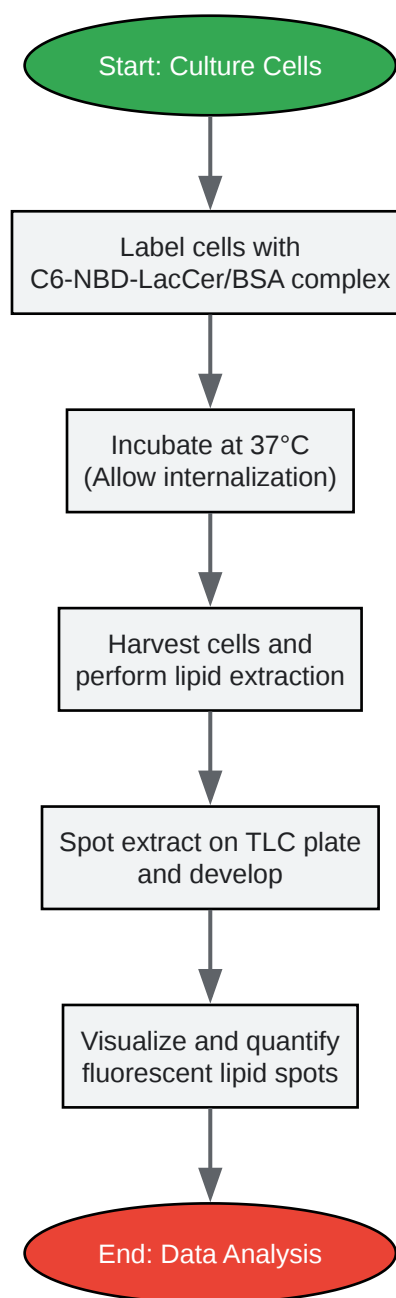 Start: Culture Cells
Label cells with
C6-NBD-LacCer/BSA complex
Incubate at 37°C
(Allow internalization)
Harvest cells and
perform lipid extraction
Spot extract on TLC plate
and develop
Visualize and quantify
fluorescent lipid spots
End: Data Analysis